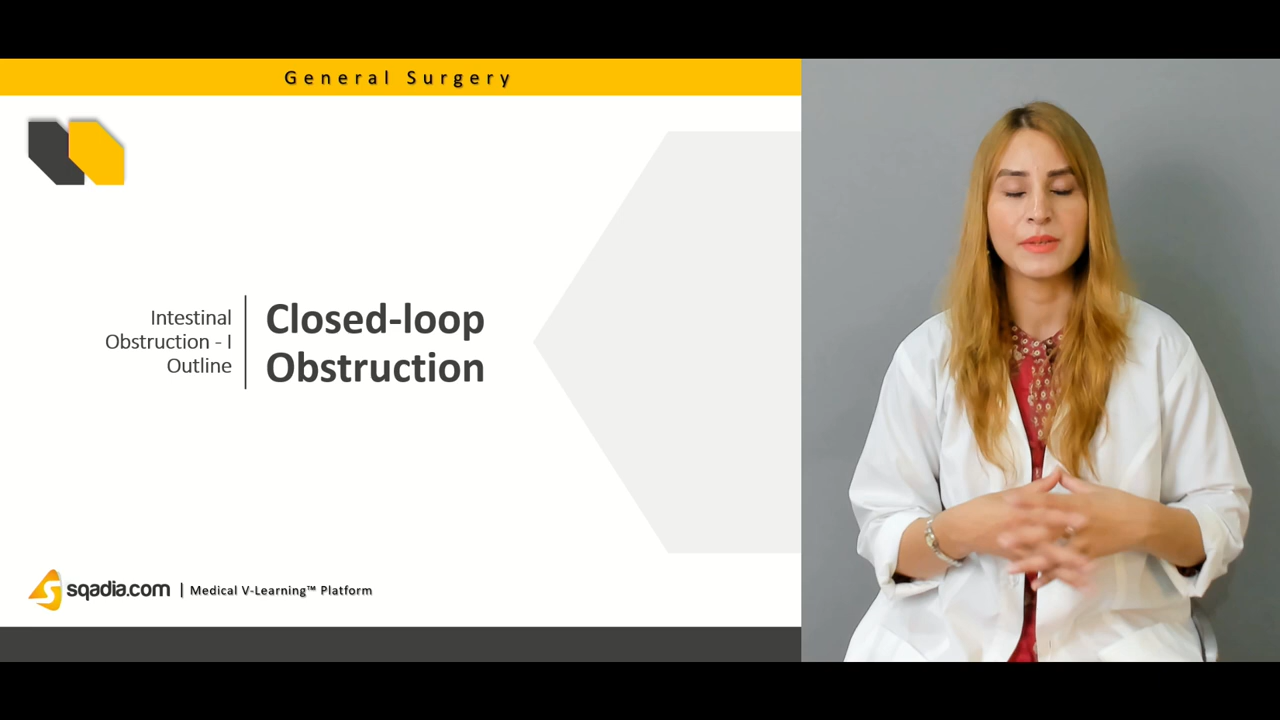 General Surgery
Intestinal
Obstruction - I
Outline
Closed-loop
Obstruction
sqadia.com | Medical V-Learning™ Platform